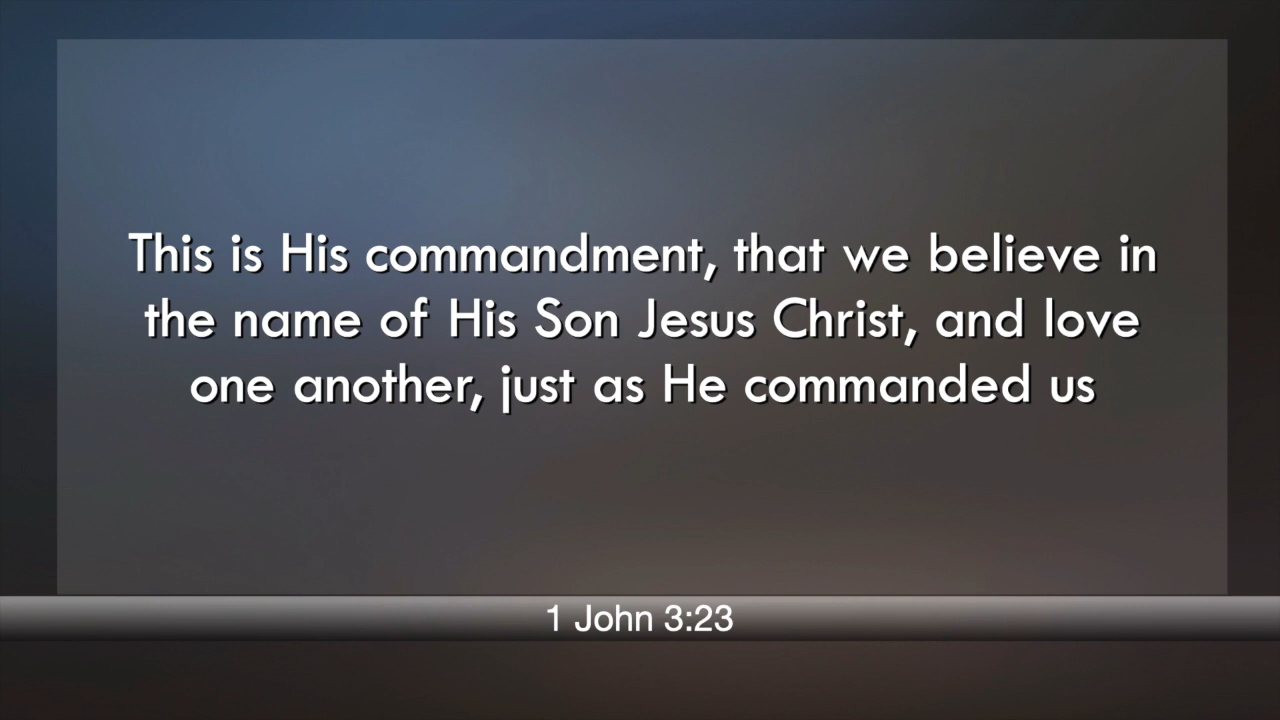 This is His commandment, that we believe in
the name of His Son Jesus Christ, and love
one another, just as He commanded us
1 John 3:23